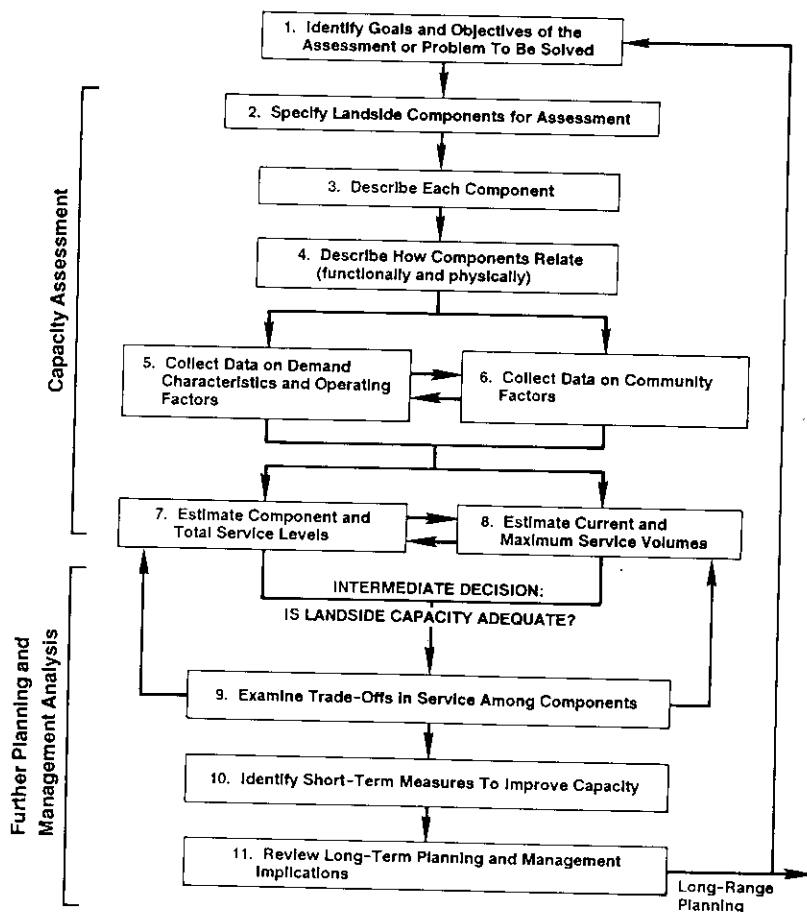 1. Identify Goals and Objectives of the
Assessment or Problem To Be Solved
Capacity Assessment
2. Specify Landside Components for Assessment
3. Describe Each Component
4. Describe How Components Relate
(functionally and physically)
5. Collect Data on Demand
Characteristics and Operating
Factors
6. Collect Data on Community
Factors
7. Estimate Component and
Total Service Levels
8. Estimate Current and
Maximum Service Volumes
INTERMEDIATE DECISION:
IS LANDSIDE CAPACITY ADEQUATE?
Further Planning and
Management Analysis
9. Examine Trade-Offs in Service Among Components
10. Identify Short-Term Measures To Improve Capacity
11. Review Long-Term Planning and Management
Implications
Long-Range
Planning